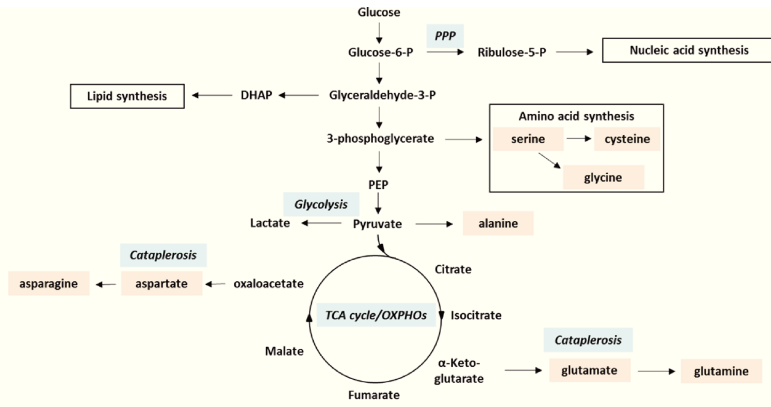 Glucose
PPP
Glucose-6-P
Ribulose-5-P
Nucleic acid synthesis
Lipid synthesis
DHAP
Glyceraldehyde-3-P
Amino acid synthesis
3-phosphoglycerate
serine
cysteine
glycine
PEP
Glycolysis
Lactate
Pyruvate
alanine
Cataplerosis
Citrate
asparagine
aspartate
oxaloacetate
TCA cycle/OXPHOs
Isocitrate
Cataplerosis
Malate
α-Keto-
glutarate
glutamate
glutamine
Fumarate